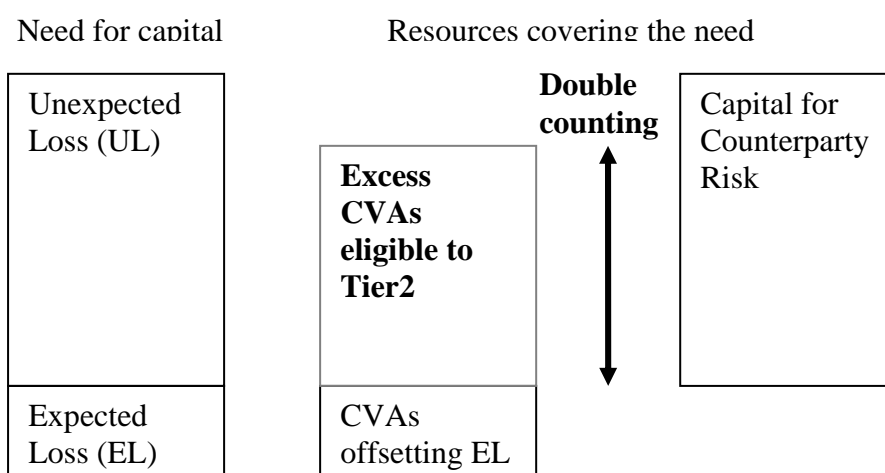 Need for capital
Resources covering the need
Unexpected
Loss (UL)
Expected
Loss (EL)
Excess
CVAs
eligible to
Tier2
CVAs
offsetting EL
Double
counting
Capital for
Counterparty
Risk